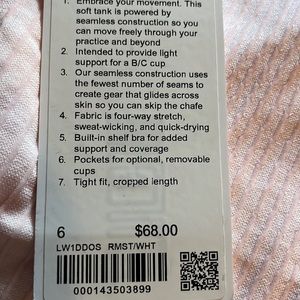 1. Embrace your movement. This
soft tank is powered by
seamless construction so you
can move freely through your
practice and beyond
2. Intended to provide light
support for a B/C cup
3. Our seamless construction uses
the fewest number of seams to
create gear that glides across
skin so you can skip the chafe
4. Fabric is four-way stretch,
sweat-wicking, and quick-drying
5. Built-in shelf bra for added
support and coverage
6. Pockets for optional, removable
cups
7. Tight fit, cropped length
6 $68.00
LW1DDOS RMST/WHT
000143503899